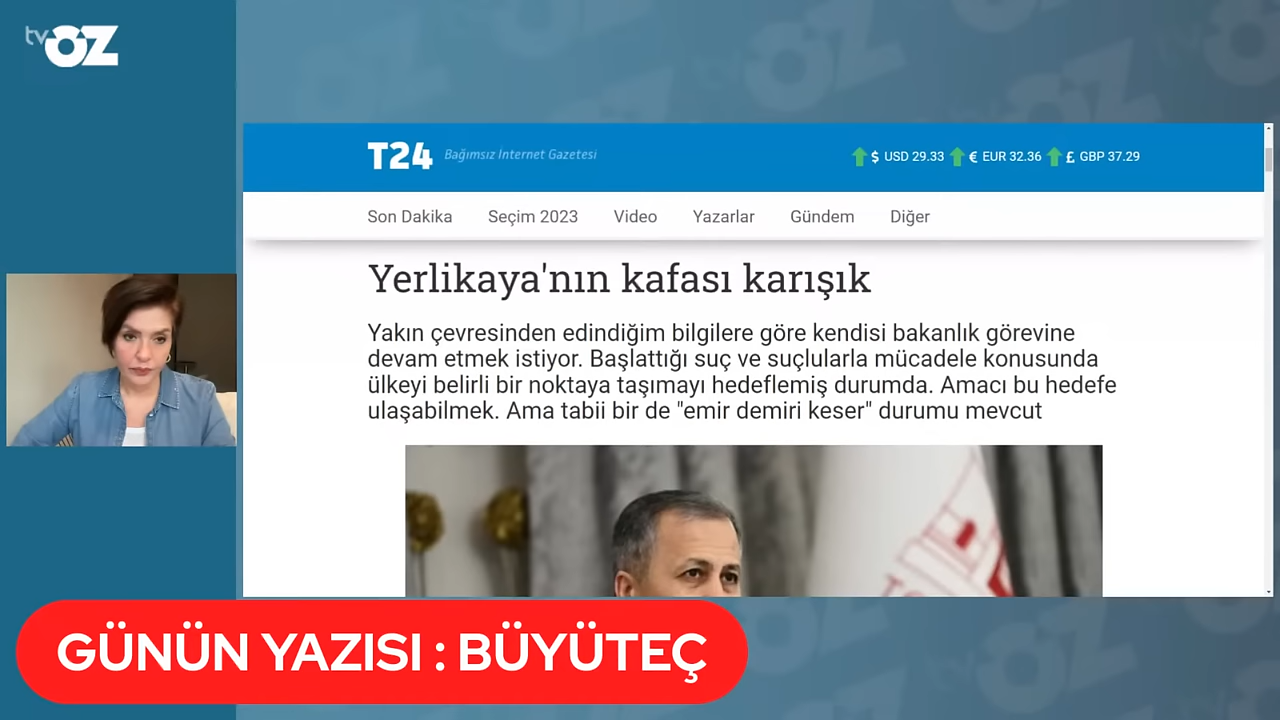 tv ÖZ
T24 Bağımsız İnternet Gazetesi
$ USD 29.33 € EUR 32.36 £ GBP 37.29
Son Dakika Seçim 2023 Video Yazarlar Gündem Diğer
Yerlikaya'nın kafası karışık
Yakın çevresinden edindiğim bilgilere göre kendisi bakanlık görevine
devam etmek istiyor. Başlattığı suç ve suçlularla mücadele konusunda
ülkeyi belirli bir noktaya taşımayı hedeflemiş durumda. Amacı bu hedefe
ulaşabilmek. Ama tabii bir de "emir demiri keser" durumu mevcut
GÜNÜN YAZISI : BÜYÜTEÇ